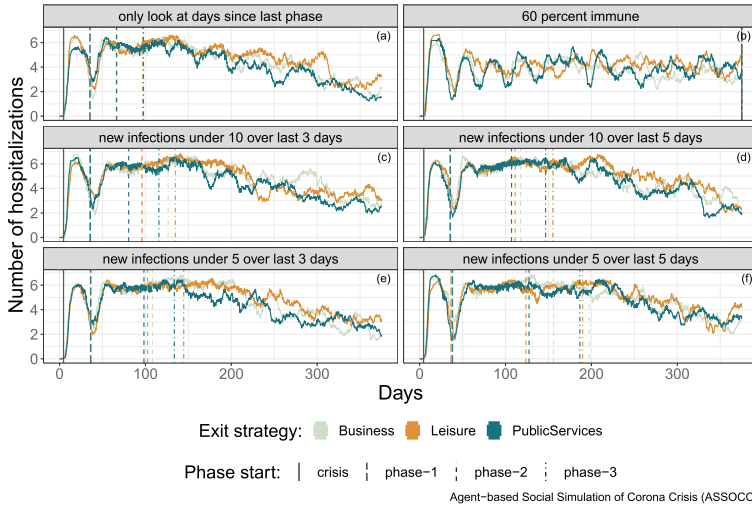 only look at days since last phase
60 percent immune
(a)
(b)
6
4
2
0
new infections under 10 over last 3 days
new infections under 10 over last 5 days
(c)
(d)
6
4
2
0
new infections under 5 over last 3 days
new infections under 5 over last 5 days
(e)
(f)
6
4
2
0
Number of hospitalizations
0 100 200 300 0 100 200 300
Days
Exit strategy: Business Leisure PublicServices
Phase start: crisis phase-1 phase-2 phase-3
Agent-based Social Simulation of Corona Crisis (ASSOCC